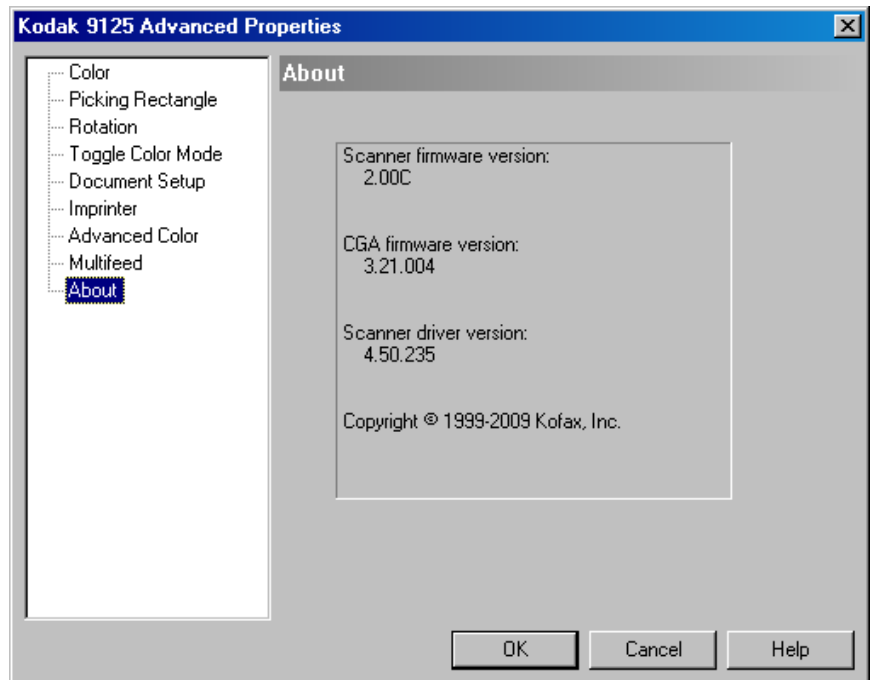 Kodak 9125 Advanced Properties
Color
Picking Rectangle
Rotation
Toggle Color Mode
Document Setup
Imprinter
Advanced Color
Multifeed
About
About
Scanner firmware version:
2.00C
CGA firmware version:
3.21.004
Scanner driver version:
4.50.235
Copyright © 1999-2009 Kofax, Inc.
OK
Cancel
Help